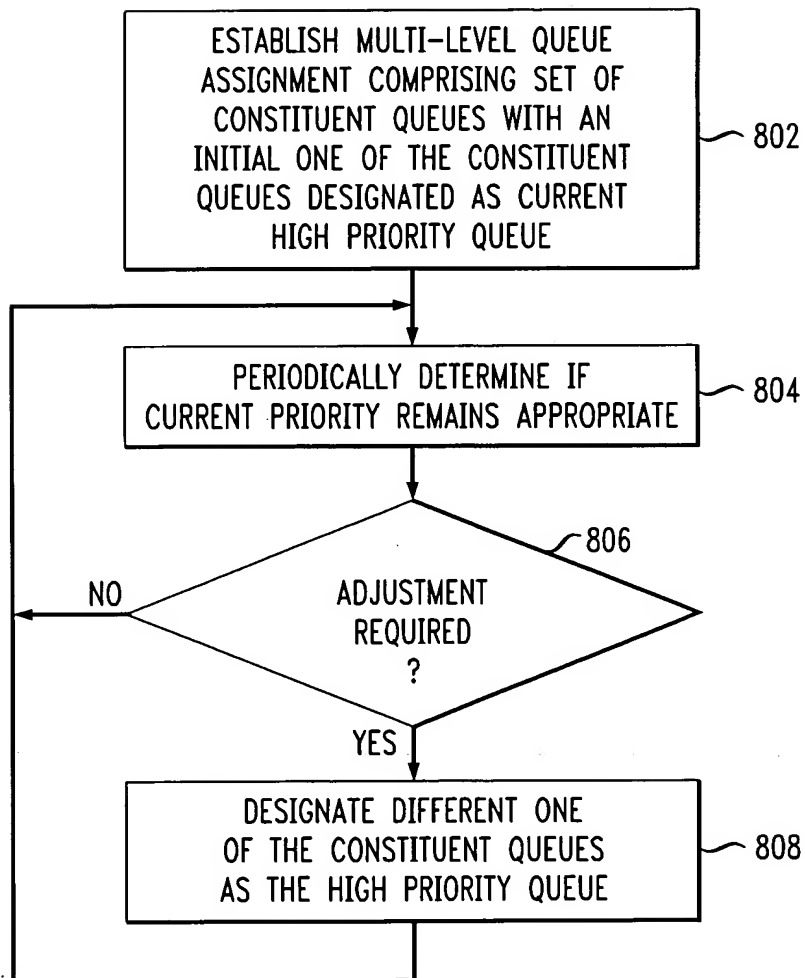 ESTABLISH MULTI-LEVEL QUEUE
ASSIGNMENT COMPRISING SET OF
CONSTITUENT QUEUES WITH AN
INITIAL ONE OF THE CONSTITUENT
QUEUES DESIGNATED AS CURRENT
HIGH PRIORITY QUEUE
802
PERIODICALLY DETERMINE IF
CURRENT PRIORITY REMAINS APPROPRIATE
804
806
NO
ADJUSTMENT
REQUIRED
?
YES
DESIGNATE DIFFERENT ONE
OF THE CONSTITUENT QUEUES
AS THE HIGH PRIORITY QUEUE
808